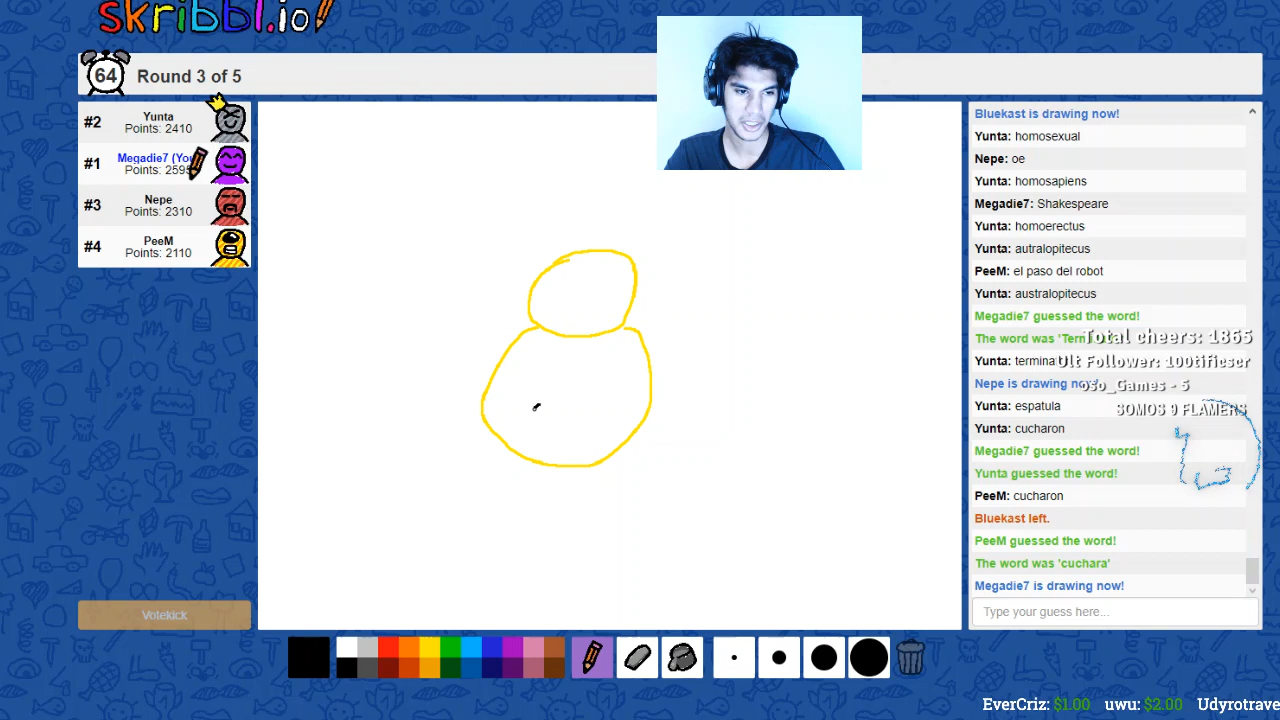 skribbl.io
64
Round 3 of 5
#2
Yunta
Points: 2410
#1
Megadie7 (You
Points: 2595
#3
Nepe
Points: 2310
#4
PeeM
Points: 2110
Votekick
Bluekast is drawing now!
Yunta: homosexual
Nepe: oe
Yunta: homosapiens
Megadie7: Shakespeare
Yunta: homoerectus
Yunta: autralopitecus
PeeM: el paso del robot
Yunta: australopitecus
Megadie7 guessed the word!
The word was 'Term
Total cheers: 1865
Yunta: termina
Ult Follower: 100tificscr
Nepe is drawing now!
oso_Games - 5
Yunta: espatula
SOMOS 9 FLAMERS
Yunta: cucharon
Megadie7 guessed the word!
Yunta guessed the word!
PeeM: cucharon
Bluekast left.
PeeM guessed the word!
The word was 'cuchara'
Megadie7 is drawing now!
Type your guess here...
EverCriz: $1.00 uwu: $2.00 Udyrotrave